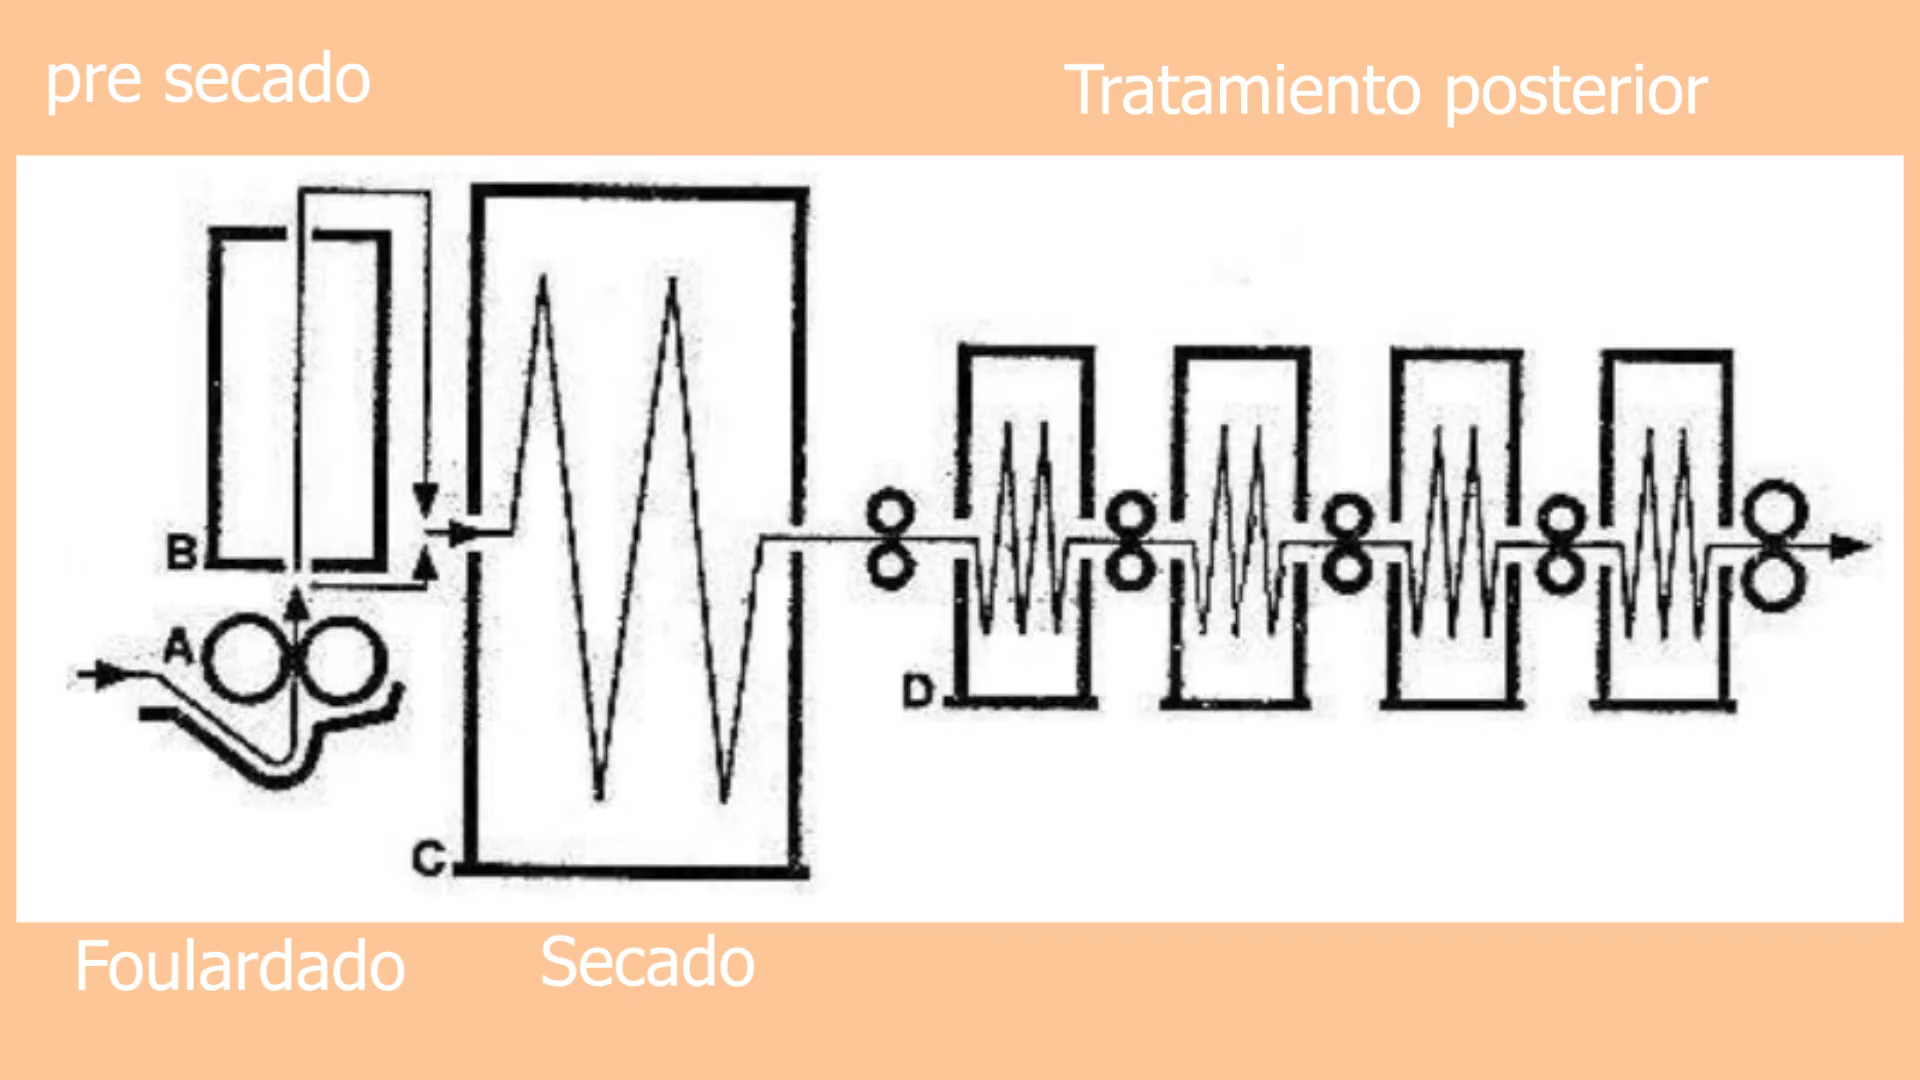 pre secado
Tratamiento posterior
B
A
D
C
Foulardado
Secado